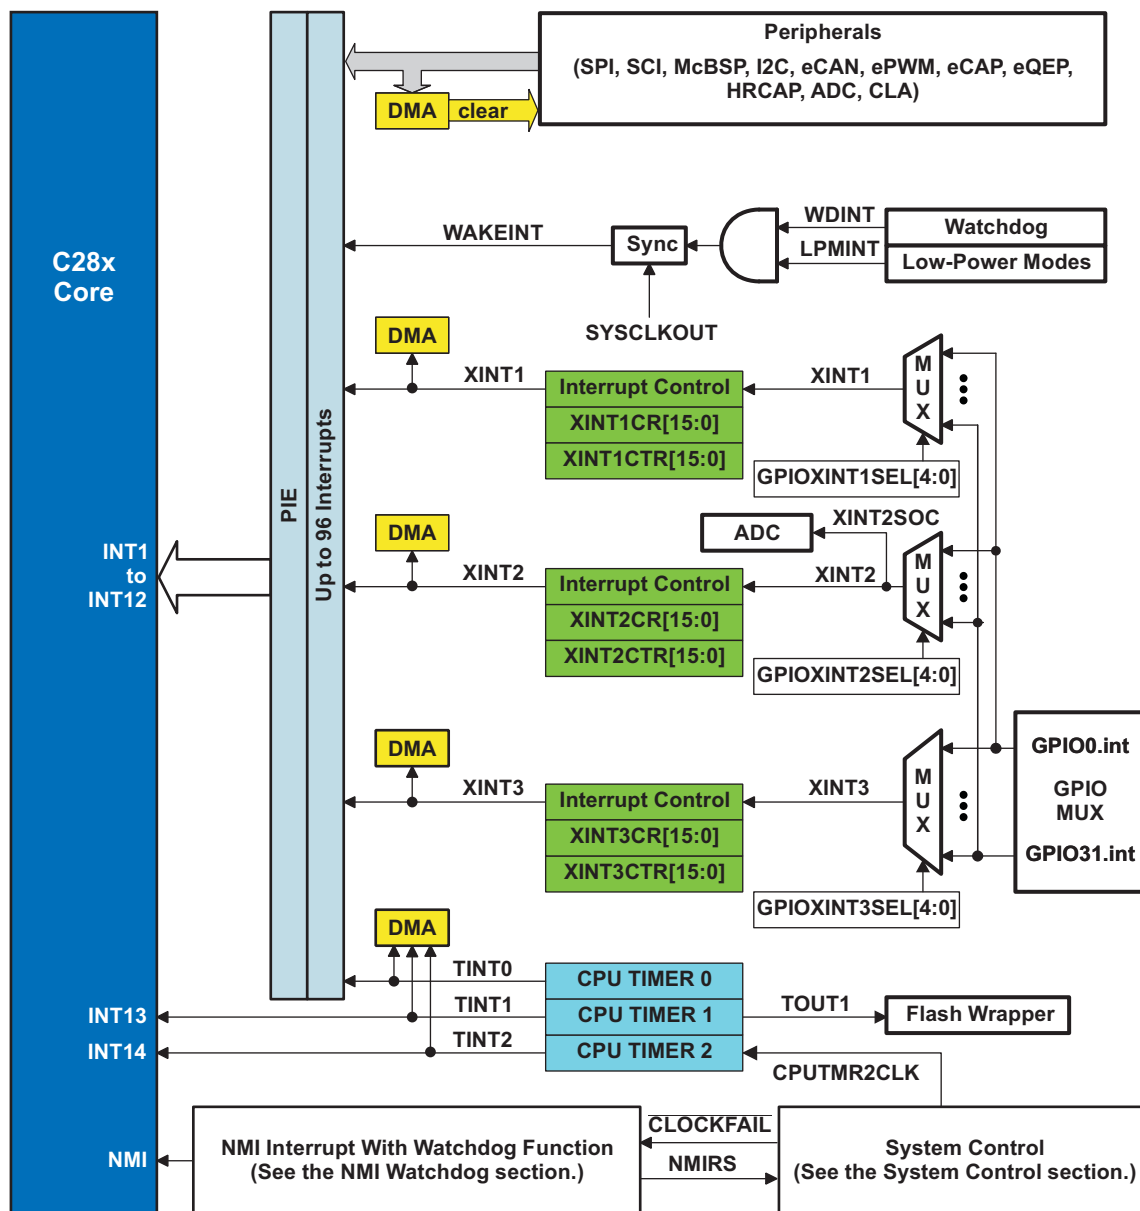 Peripherals
(SPI, SCI, McBSP, I2C, eCAN, ePWM, eCAP, eQEP,
HRCAP, ADC, CLA)
DMA
clear
C28x
Core
WAKEINT
Sync
WDINT
Watchdog
LPMINT
Low-Power Modes
SYSCLKOUT
DMA
XINT1
Interrupt Control
XINT1CR[15:0]
XINT1CTR[15:0]
XINT1
MUX
GPIOXINT1SEL[4:0]
PIE
Up to 96 Interrupts
INT1
to
INT12
DMA
ADC
XINT2SOC
XINT2
Interrupt Control
XINT2CR[15:0]
XINT2CTR[15:0]
XINT2
MUX
GPIOXINT2SEL[4:0]
DMA
XINT3
Interrupt Control
XINT3CR[15:0]
XINT3CTR[15:0]
XINT3
MUX
GPIOXINT3SEL[4:0]
GPIO0.int
GPIO
MUX
GPIO31.int
DMA
TINT0
CPU TIMER 0
INT13
TINT1
CPU TIMER 1
TOUT1
Flash Wrapper
INT14
TINT2
CPU TIMER 2
CPUTMR2CLK
NMI
NMI Interrupt With Watchdog Function
(See the NMI Watchdog section.)
CLOCKFAIL
NMIRS
System Control
(See the System Control section.)